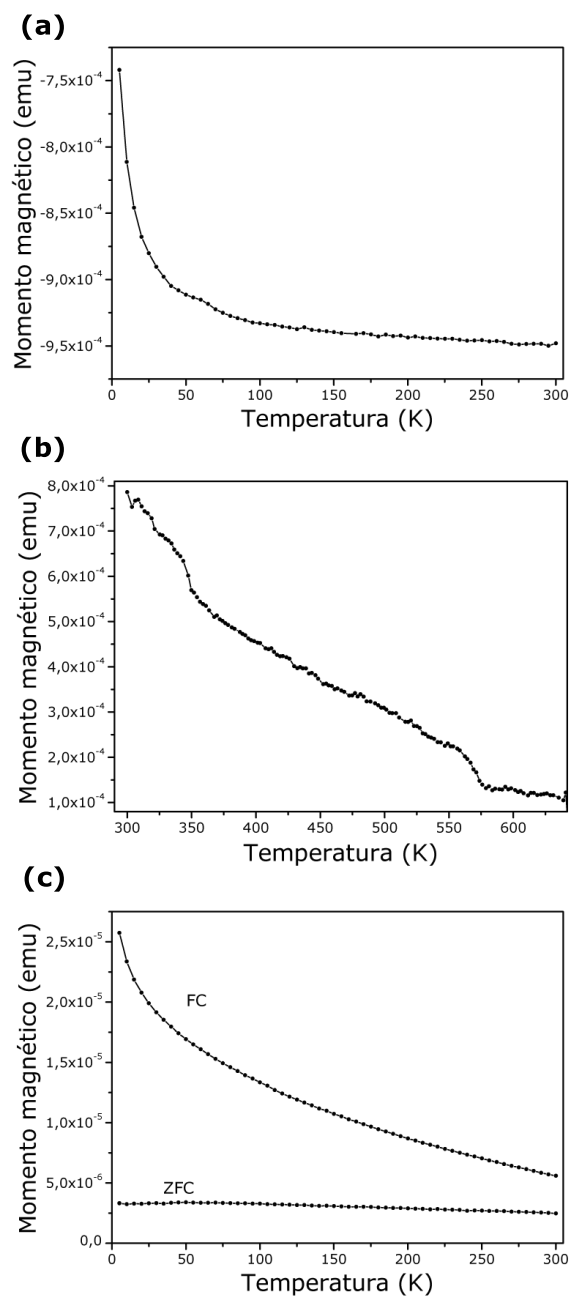 (a)
Momento magnético (emu)
-7,5x10⁻⁴
-8,0x10⁻⁴
-8,5x10⁻⁴
-9,0x10⁻⁴
-9,5x10⁻⁴
0 50 100 150 200 250 300
Temperatura (K)
(b)
Momento magnético (emu)
8,0x10⁻⁴
7,0x10⁻⁴
6,0x10⁻⁴
5,0x10⁻⁴
4,0x10⁻⁴
3,0x10⁻⁴
2,0x10⁻⁴
1,0x10⁻⁴
300 350 400 450 500 550 600
Temperatura (K)
(c)
Momento magnético (emu)
2,5x10⁻⁵
2,0x10⁻⁵
1,5x10⁻⁵
1,0x10⁻⁵
5,0x10⁻⁶
0,0
FC
ZFC
0 50 100 150 200 250 300
Temperatura (K)